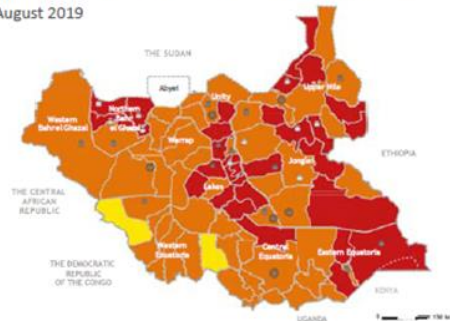 August 2019
THE SUDAN
Abyei
Upper Nile
Unity
Northern
Bahr
el Ghazal
Western
Bahr el Ghazal
Warrap
ETHIOPIA
Jonglei
THE CENTRAL
AFRICAN
REPUBLIC
Lakes
Western
Equatoria
Central
Equatoria
Eastern Equatoria
THE DEMOCRATIC
REPUBLIC
OF THE CONGO
KENYA
UGANDA